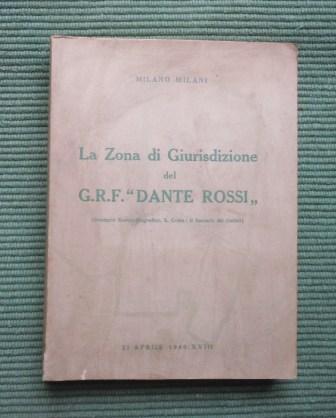 MILANO MILANI
La Zona di Giurisdizione
del
G.R.F. “DANTE ROSSI„
21 APRILE 1940-XVIII